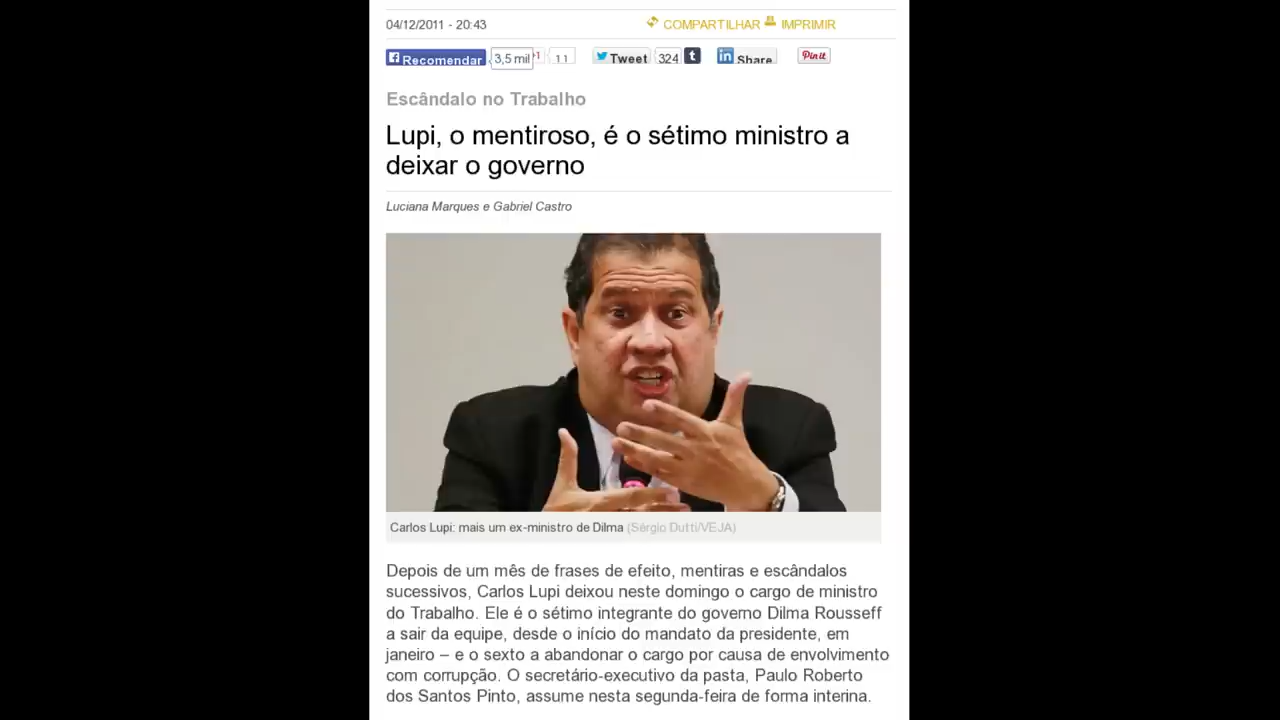 04/12/2011 - 20:43
COMPARTILHAR IMPRIMIR
Recomendar 3,5 mil +1 11 Tweet 324 t in Share Pinit
Escândalo no Trabalho
Lupi, o mentiroso, é o sétimo ministro a
deixar o governo
Luciana Marques e Gabriel Castro
Carlos Lupi: mais um ex-ministro de Dilma (Sérgio Dutti/VEJA)
Depois de um mês de frases de efeito, mentiras e escândalos
sucessivos, Carlos Lupi deixou neste domingo o cargo de ministro
do Trabalho. Ele é o sétimo integrante do governo Dilma Rousseff
a sair da equipe, desde o início do mandato da presidente, em
janeiro – e o sexto a abandonar o cargo por causa de envolvimento
com corrupção. O secretário-executivo da pasta, Paulo Roberto
dos Santos Pinto, assume nesta segunda-feira de forma interina.